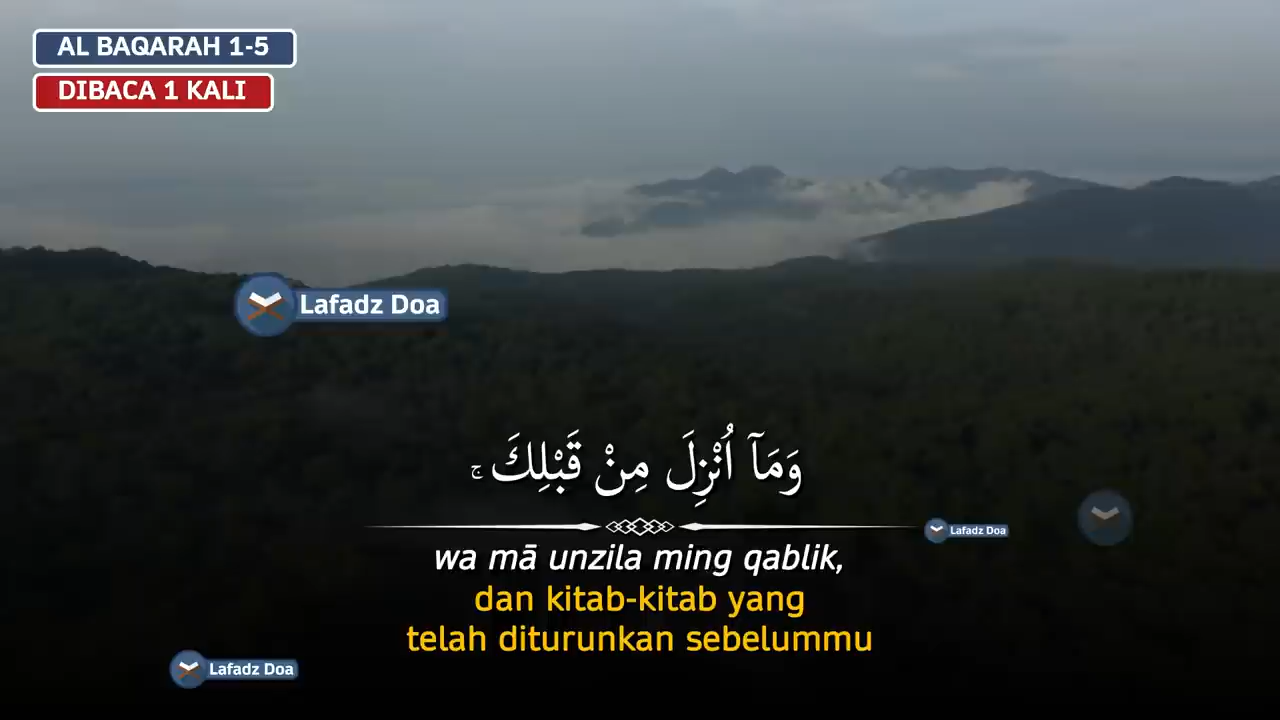 AL BAQARAH 1-5
DIBACA 1 KALI
Lafadz Doa
وَمَآ اُنْزِلَ مِنْ قَبْلِكَ ۚ
Lafadz Doa
wa mā unzila ming qablik,
dan kitab-kitab yang
telah diturunkan sebelummu
Lafadz Doa